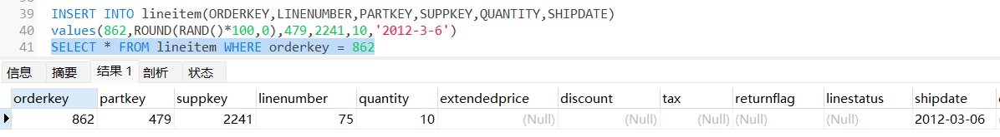 39 INSERT INTO lineitem(ORDERKEY,LINENUMBER,PARTKEY,SUPPKEY,QUANTITY,SHIPDATE)
40 values(862,ROUND(RAND()*100,0),479,2241,10,'2012-3-6')
41 SELECT * FROM lineitem WHERE orderkey = 862
信息 摘要 结果 1 剖析 状态
orderkey partkey suppkey linenumber quantity extendedprice discount tax returnflag linestatus shipdate
862 479 2241 75 10 (Null) (Null) (Null) (Null) (Null) 2012-03-06